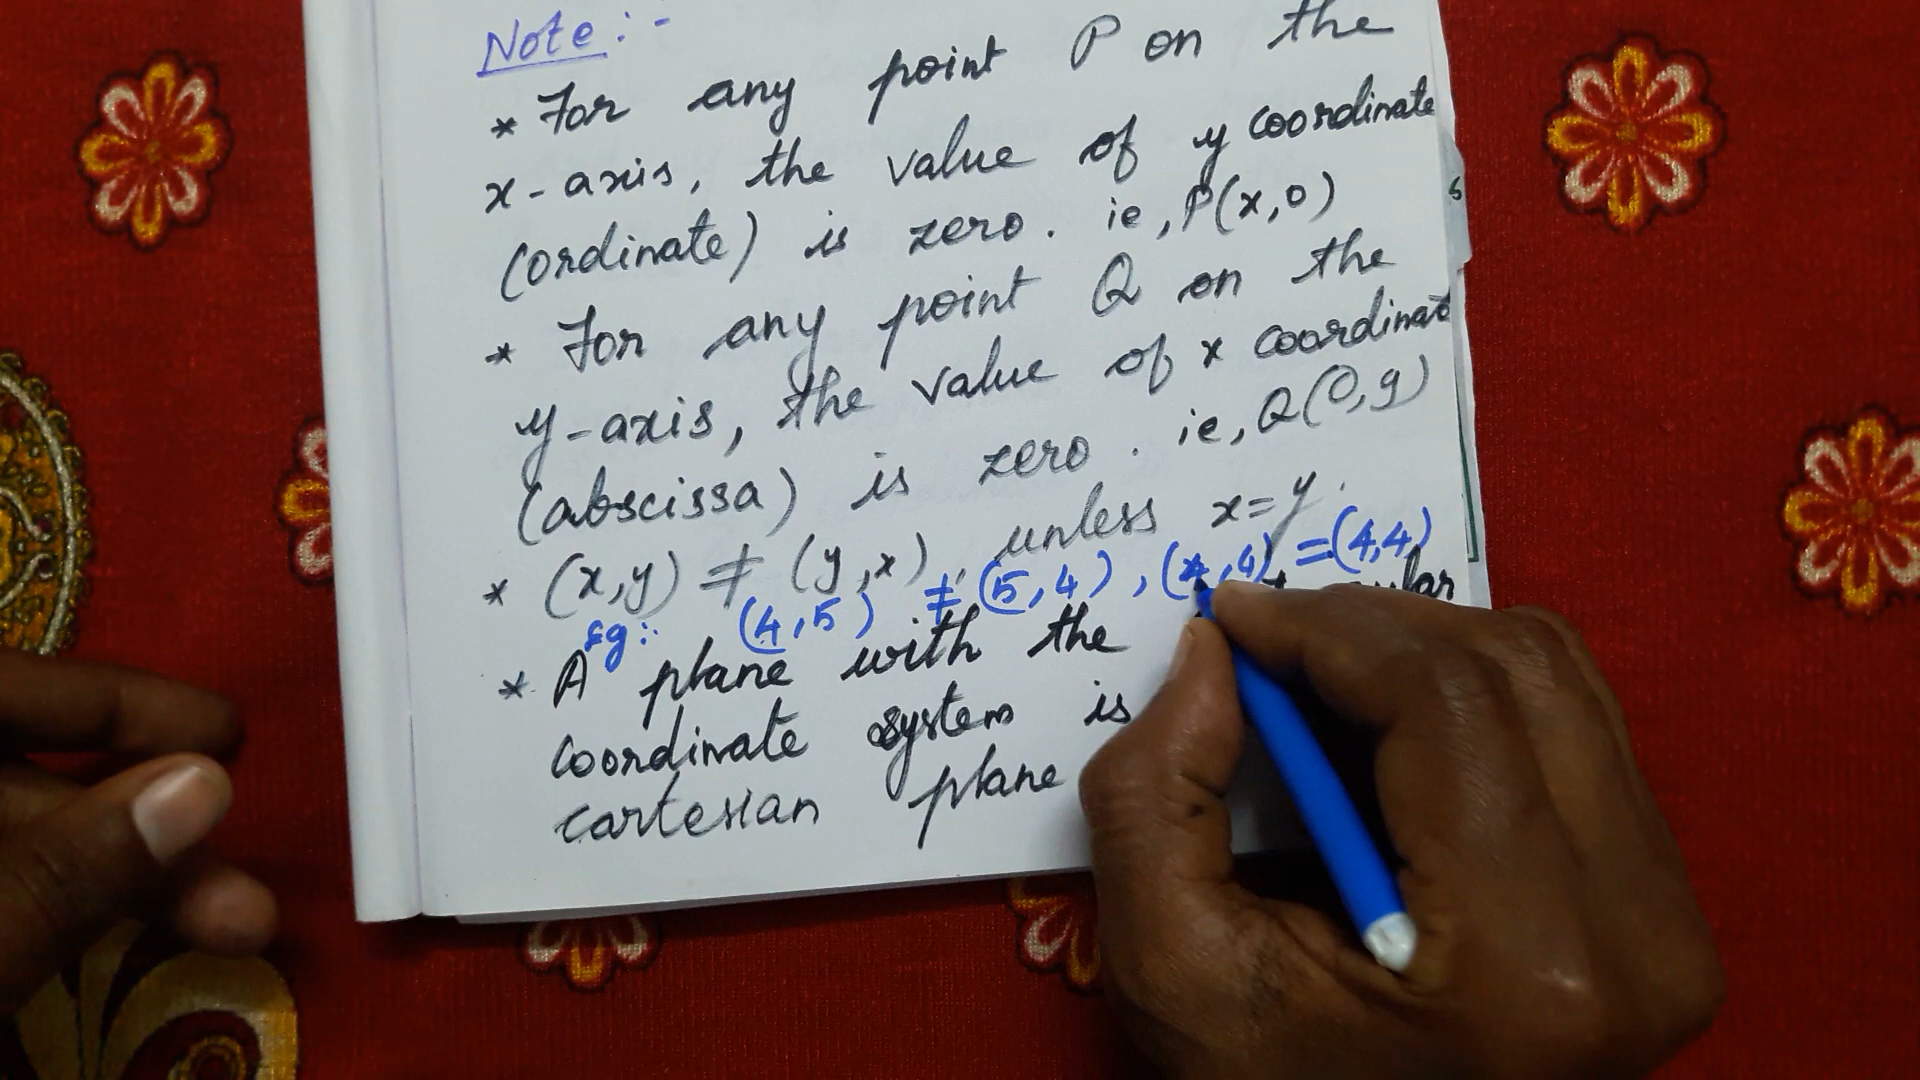 Note :-
* For any point P on the
x-axis, the value of y coordinate
(ordinate) is zero. ie, P(x,0)
* For any point Q on the
y-axis, the value of x coordinat
(abscissa) is zero. ie, Q(0,y)
* (x,y) ≠ (y,x), unless x=y.
eg:. (4,5) ≠ (5,4), (4,4) =(4,4)
* A plane with the
coordinate system is
cartesian plane